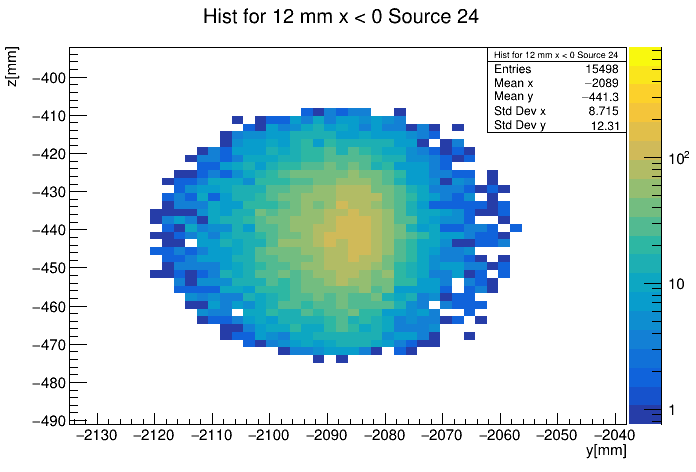 Hist for 12 mm x < 0 Source 24
z[mm]
Hist for 12 mm x < 0 Source 24
Entries 15498
Mean x −2089
Mean y −441.3
Std Dev x 8.715
Std Dev y 12.31
−400
−410
−420
−430
−440
−450
−460
−470
−480
−490
10²
10
1
−2130 −2120 −2110 −2100 −2090 −2080 −2070 −2060 −2050 −2040
y[mm]